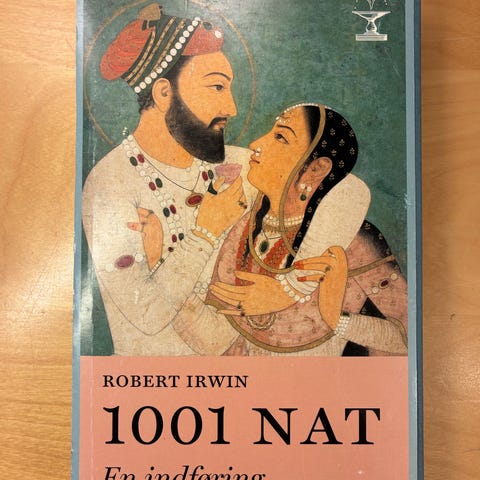 ROBERT IRWIN
1001 NAT
En indføring